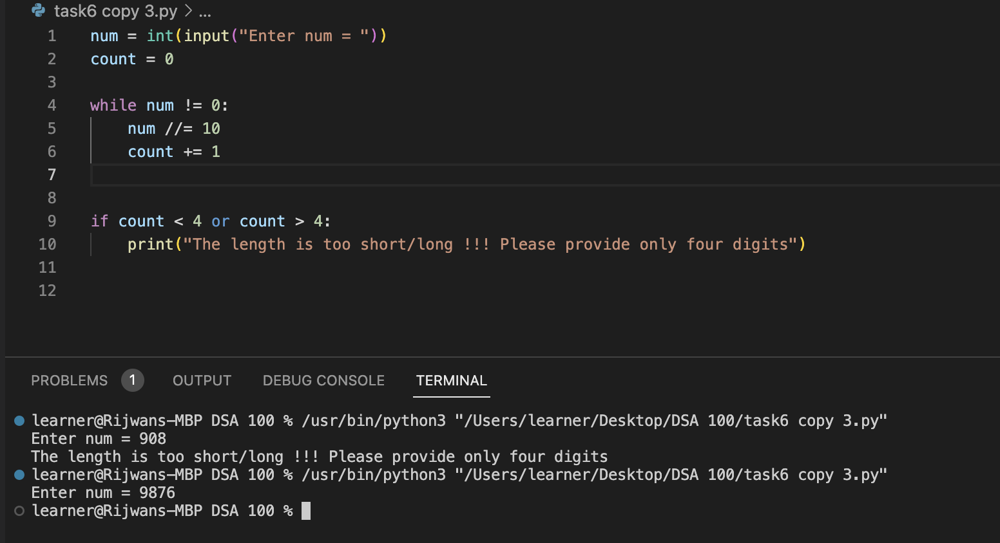 task6 copy 3.py > ...
1 num = int(input("Enter num = "))
2 count = 0
3
4 while num != 0:
5     num //= 10
6     count += 1
7
8
9 if count < 4 or count > 4:
10     print("The length is too short/long !!! Please provide only four digits")
11
12
PROBLEMS 1 OUTPUT DEBUG CONSOLE TERMINAL
learner@Rijwans-MBP DSA 100 % /usr/bin/python3 "/Users/learner/Desktop/DSA 100/task6 copy 3.py"
Enter num = 908
The length is too short/long !!! Please provide only four digits
learner@Rijwans-MBP DSA 100 % /usr/bin/python3 "/Users/learner/Desktop/DSA 100/task6 copy 3.py"
Enter num = 9876
learner@Rijwans-MBP DSA 100 %